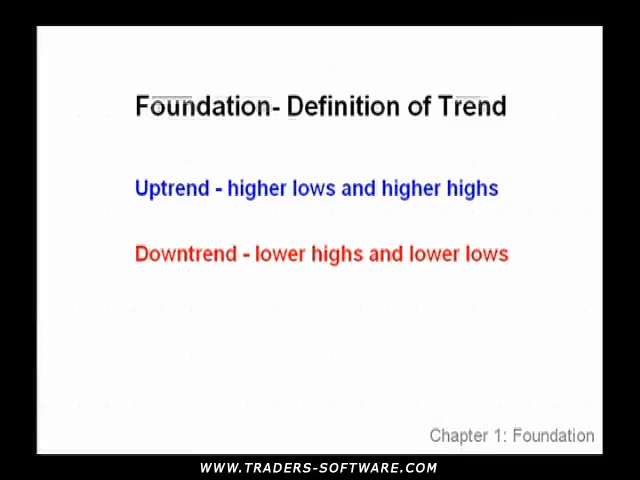 Foundation- Definition of Trend
Uptrend - higher lows and higher highs
Downtrend - lower highs and lower lows
Chapter 1: Foundation
WWW.TRADERS-SOFTWARE.COM